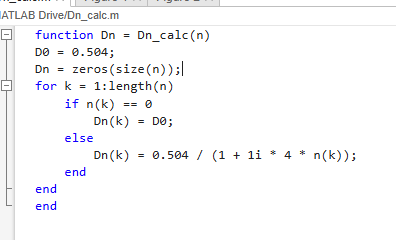 MATLAB Drive/Dn_calc.m
function Dn = Dn_calc(n)
D0 = 0.504;
Dn = zeros(size(n));
for k = 1:length(n)
if n(k) == 0
Dn(k) = D0;
else
Dn(k) = 0.504 / (1 + 1i * 4 * n(k));
end
end
end